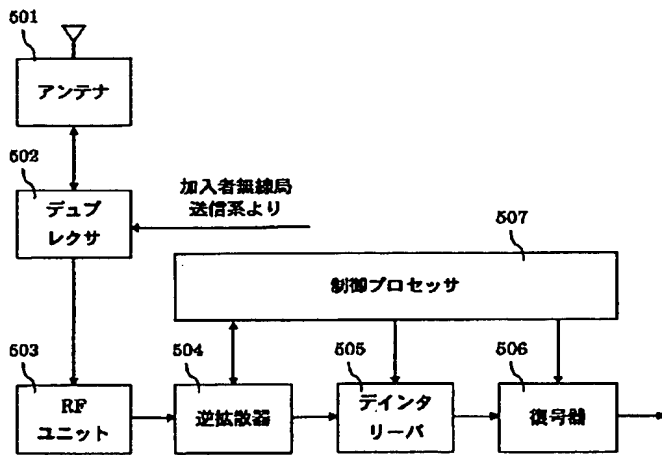 501
アンテナ
502
デュプ
レクサ
加入者無線局
送信系より
507
制御プロセッサ
503
RF
ユニット
504
逆拡散器
505
デインタ
リーバ
506
復号器